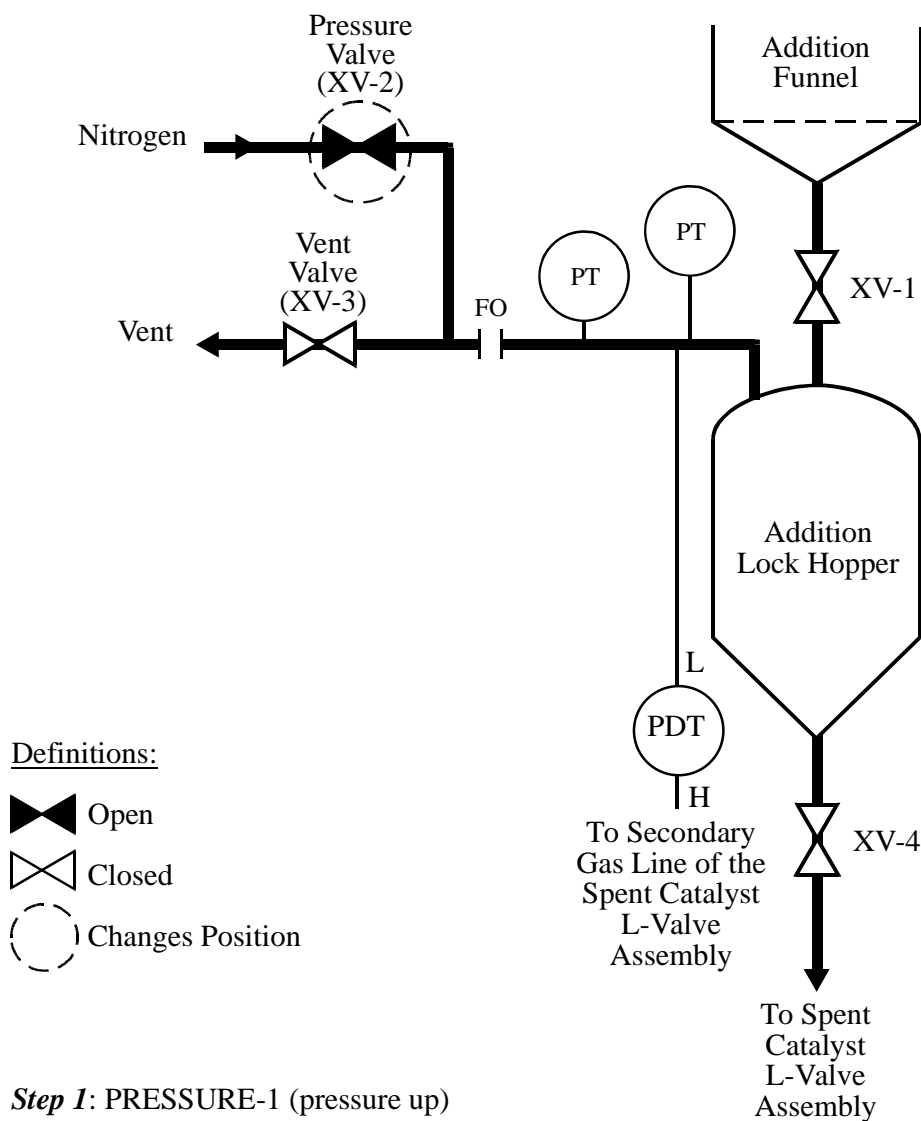 Pressure
Valve
(XV-2)
Addition
Funnel
Nitrogen
PT
PT
Vent
Valve
(XV-3)
XV-1
FO
Vent
Addition
Lock Hopper
L
PDT
H
Definitions:
Open
Closed
Changes Position
To Secondary
Gas Line of the
Spent Catalyst
L-Valve
Assembly
XV-4
To Spent
Catalyst
L-Valve
Assembly
Step 1: PRESSURE-1 (pressure up)